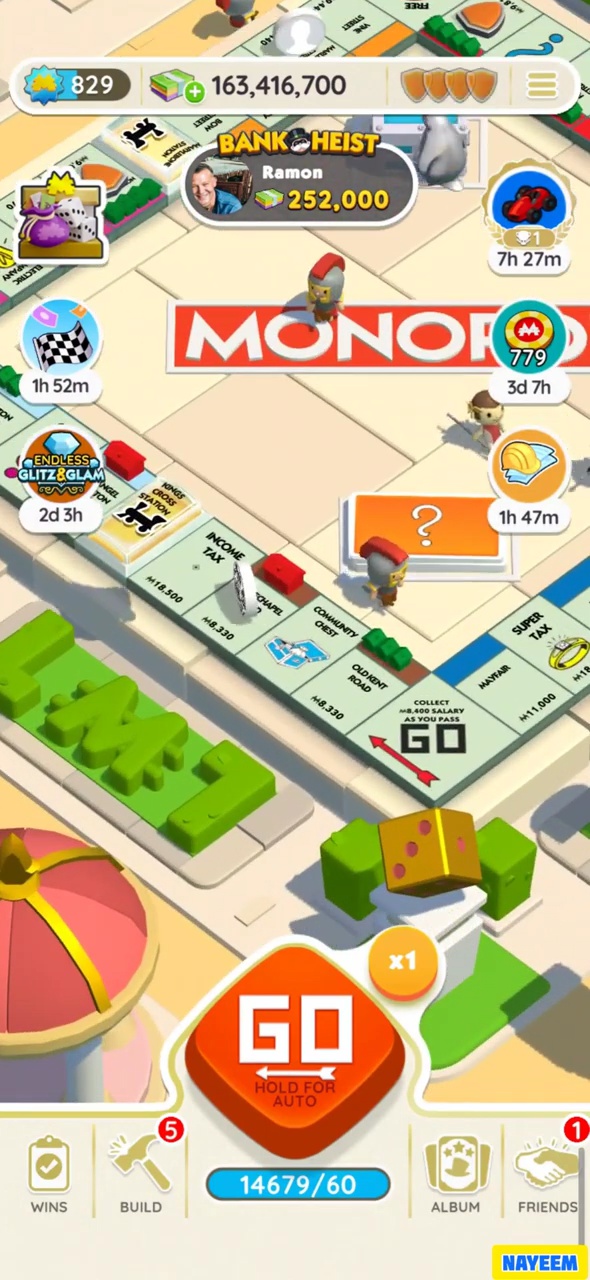 829
163,416,700
BANK HEIST
Ramon
252,000
1
7h 27m
MONOPO
779
3d 7h
1h 52m
ENDLESS
GLITZ&GLAM
2d 3h
1h 47m
?
KINGS
CROSS
STATION
INCOME
TAX
M18,500
M8,330
COMMUNITY
CHEST
OLD KENT
ROAD
M8,330
COLLECT
M8,400 SALARY
AS YOU PASS
GO
MAYFAIR
SUPER
TAX
M11,000
x1
GO
HOLD FOR
AUTO
5
1
14679/60
WINS
BUILD
ALBUM
FRIENDS
NAYEEM